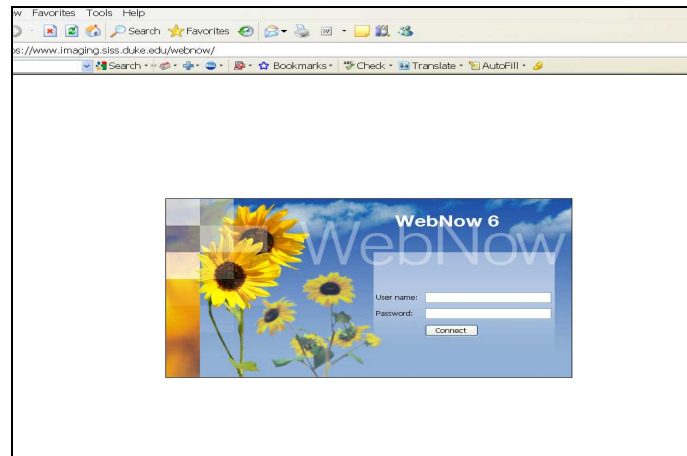 w Favorites Tools Help
Search Favorites
ps://www.imaging.siss.duke.edu/webnow/
Search Bookmarks Check Translate AutoFill
WebNow 6
WebNow
User name:
Password:
Connect